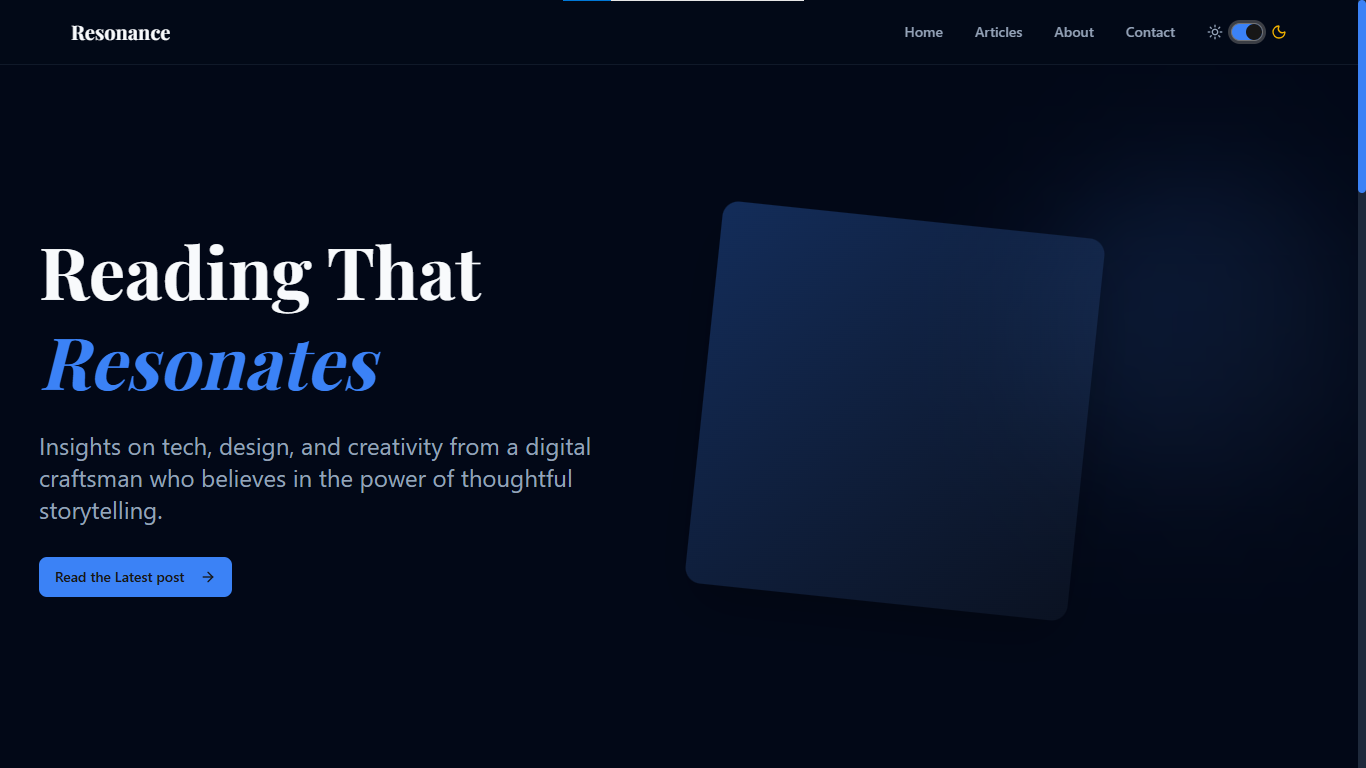 Resonance
Home Articles About Contact
Reading That
Resonates
Insights on tech, design, and creativity from a digital
craftsman who believes in the power of thoughtful
storytelling.
Read the Latest post